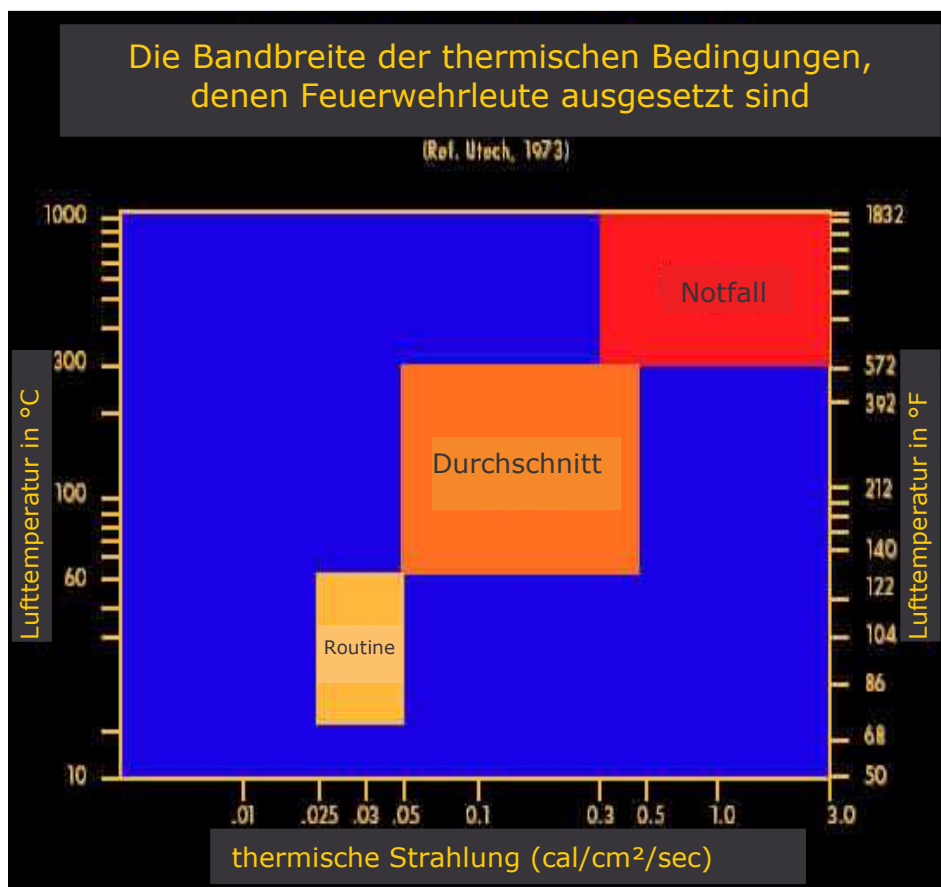 Die Bandbreite der thermischen Bedingungen,
denen Feuerwehrleute ausgesetzt sind
(Ref. Utech, 1973)
1000
300
100
60
10
Lufttemperatur in °C
Notfall
Durchschnitt
Routine
1832
572
392
212
140
122
104
86
68
50
Lufttemperatur in °F
.01 .025 .03 .05 0.1 0.3 0.5 1.0 3.0
thermische Strahlung (cal/cm²/sec)